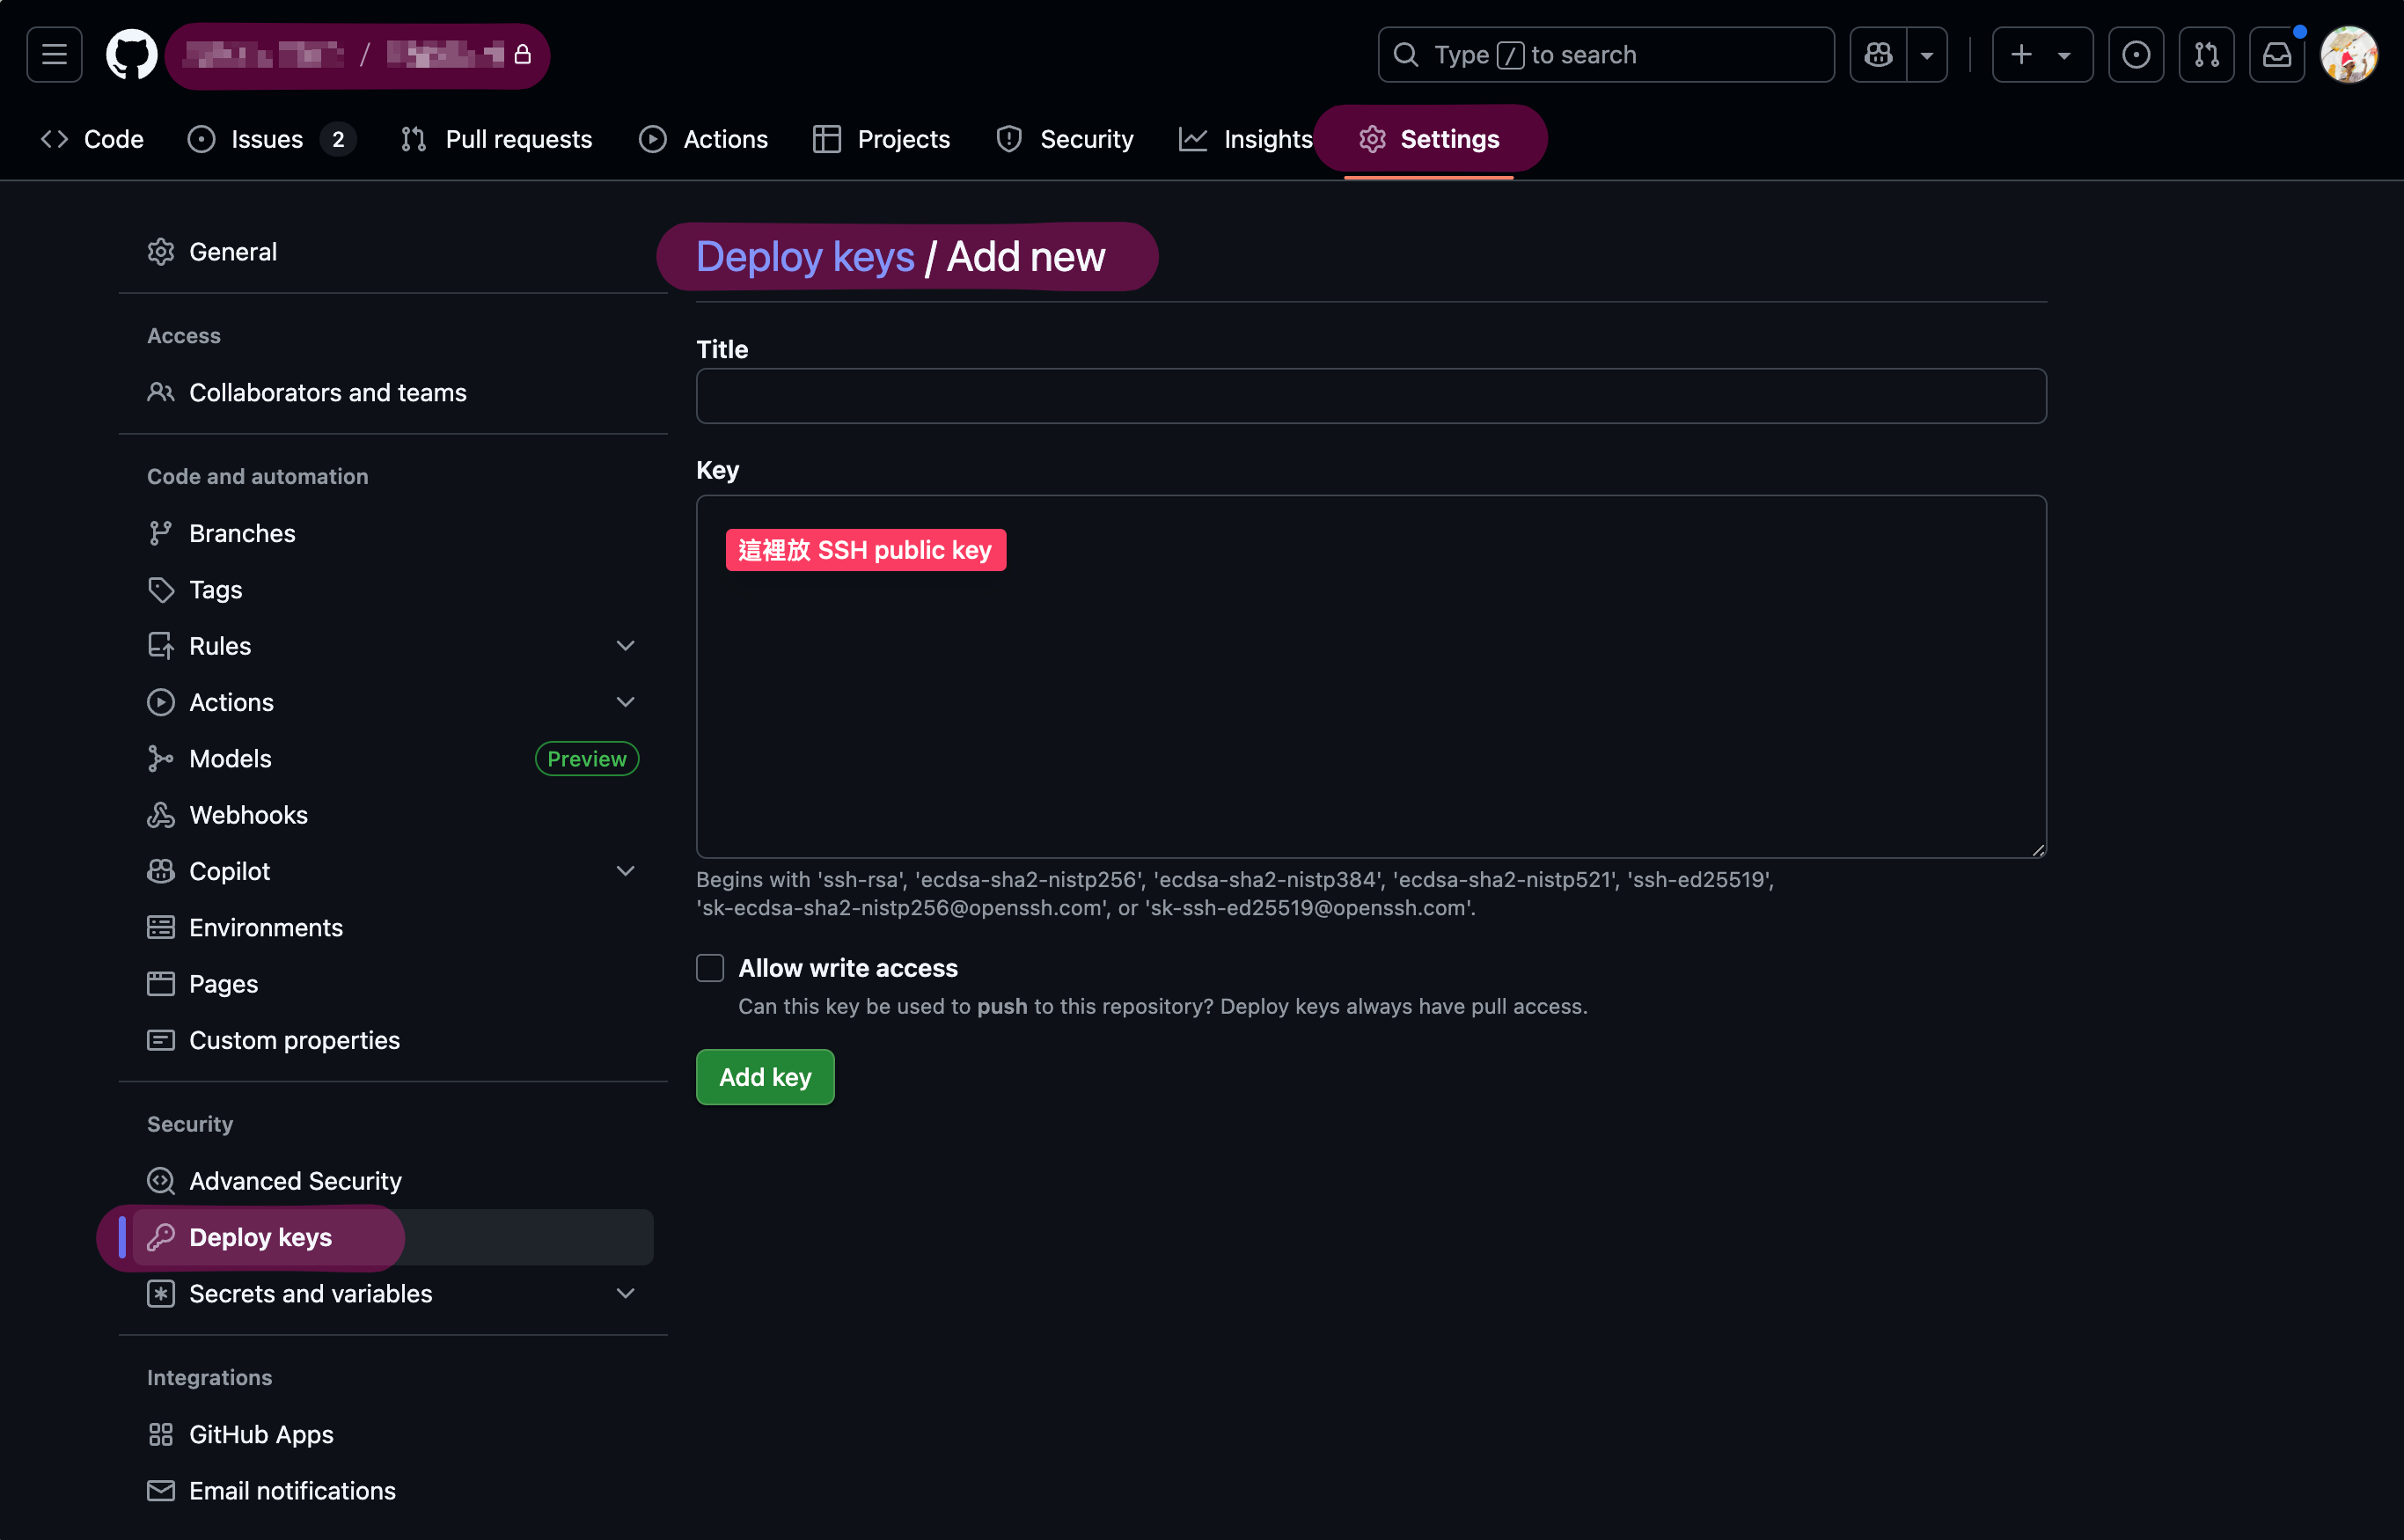 /
Type / to search
Code
Issues 2
Pull requests
Actions
Projects
Security
Insights
Settings
General
Access
Collaborators and teams
Code and automation
Branches
Tags
Rules
Actions
Models Preview
Webhooks
Copilot
Environments
Pages
Custom properties
Security
Advanced Security
Deploy keys
Secrets and variables
Integrations
GitHub Apps
Email notifications
Deploy keys / Add new
Title
Key
這裡放 SSH public key
Begins with 'ssh-rsa', 'ecdsa-sha2-nistp256', 'ecdsa-sha2-nistp384', 'ecdsa-sha2-nistp521', 'ssh-ed25519',
'sk-ecdsa-sha2-nistp256@openssh.com', or 'sk-ssh-ed25519@openssh.com'.
Allow write access
Can this key be used to push to this repository? Deploy keys always have pull access.
Add key